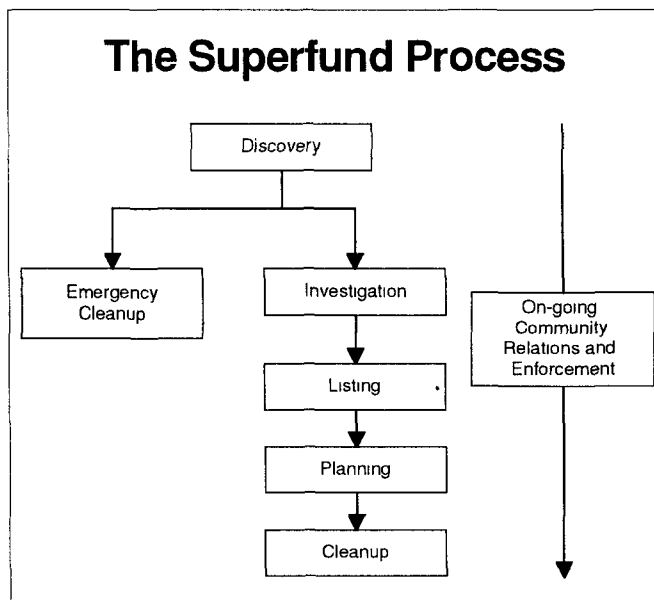 The Superfund Process
Discovery
Emergency
Cleanup
Investigation
On-going
Community
Relations and
Enforcement
Listing
Planning
Cleanup